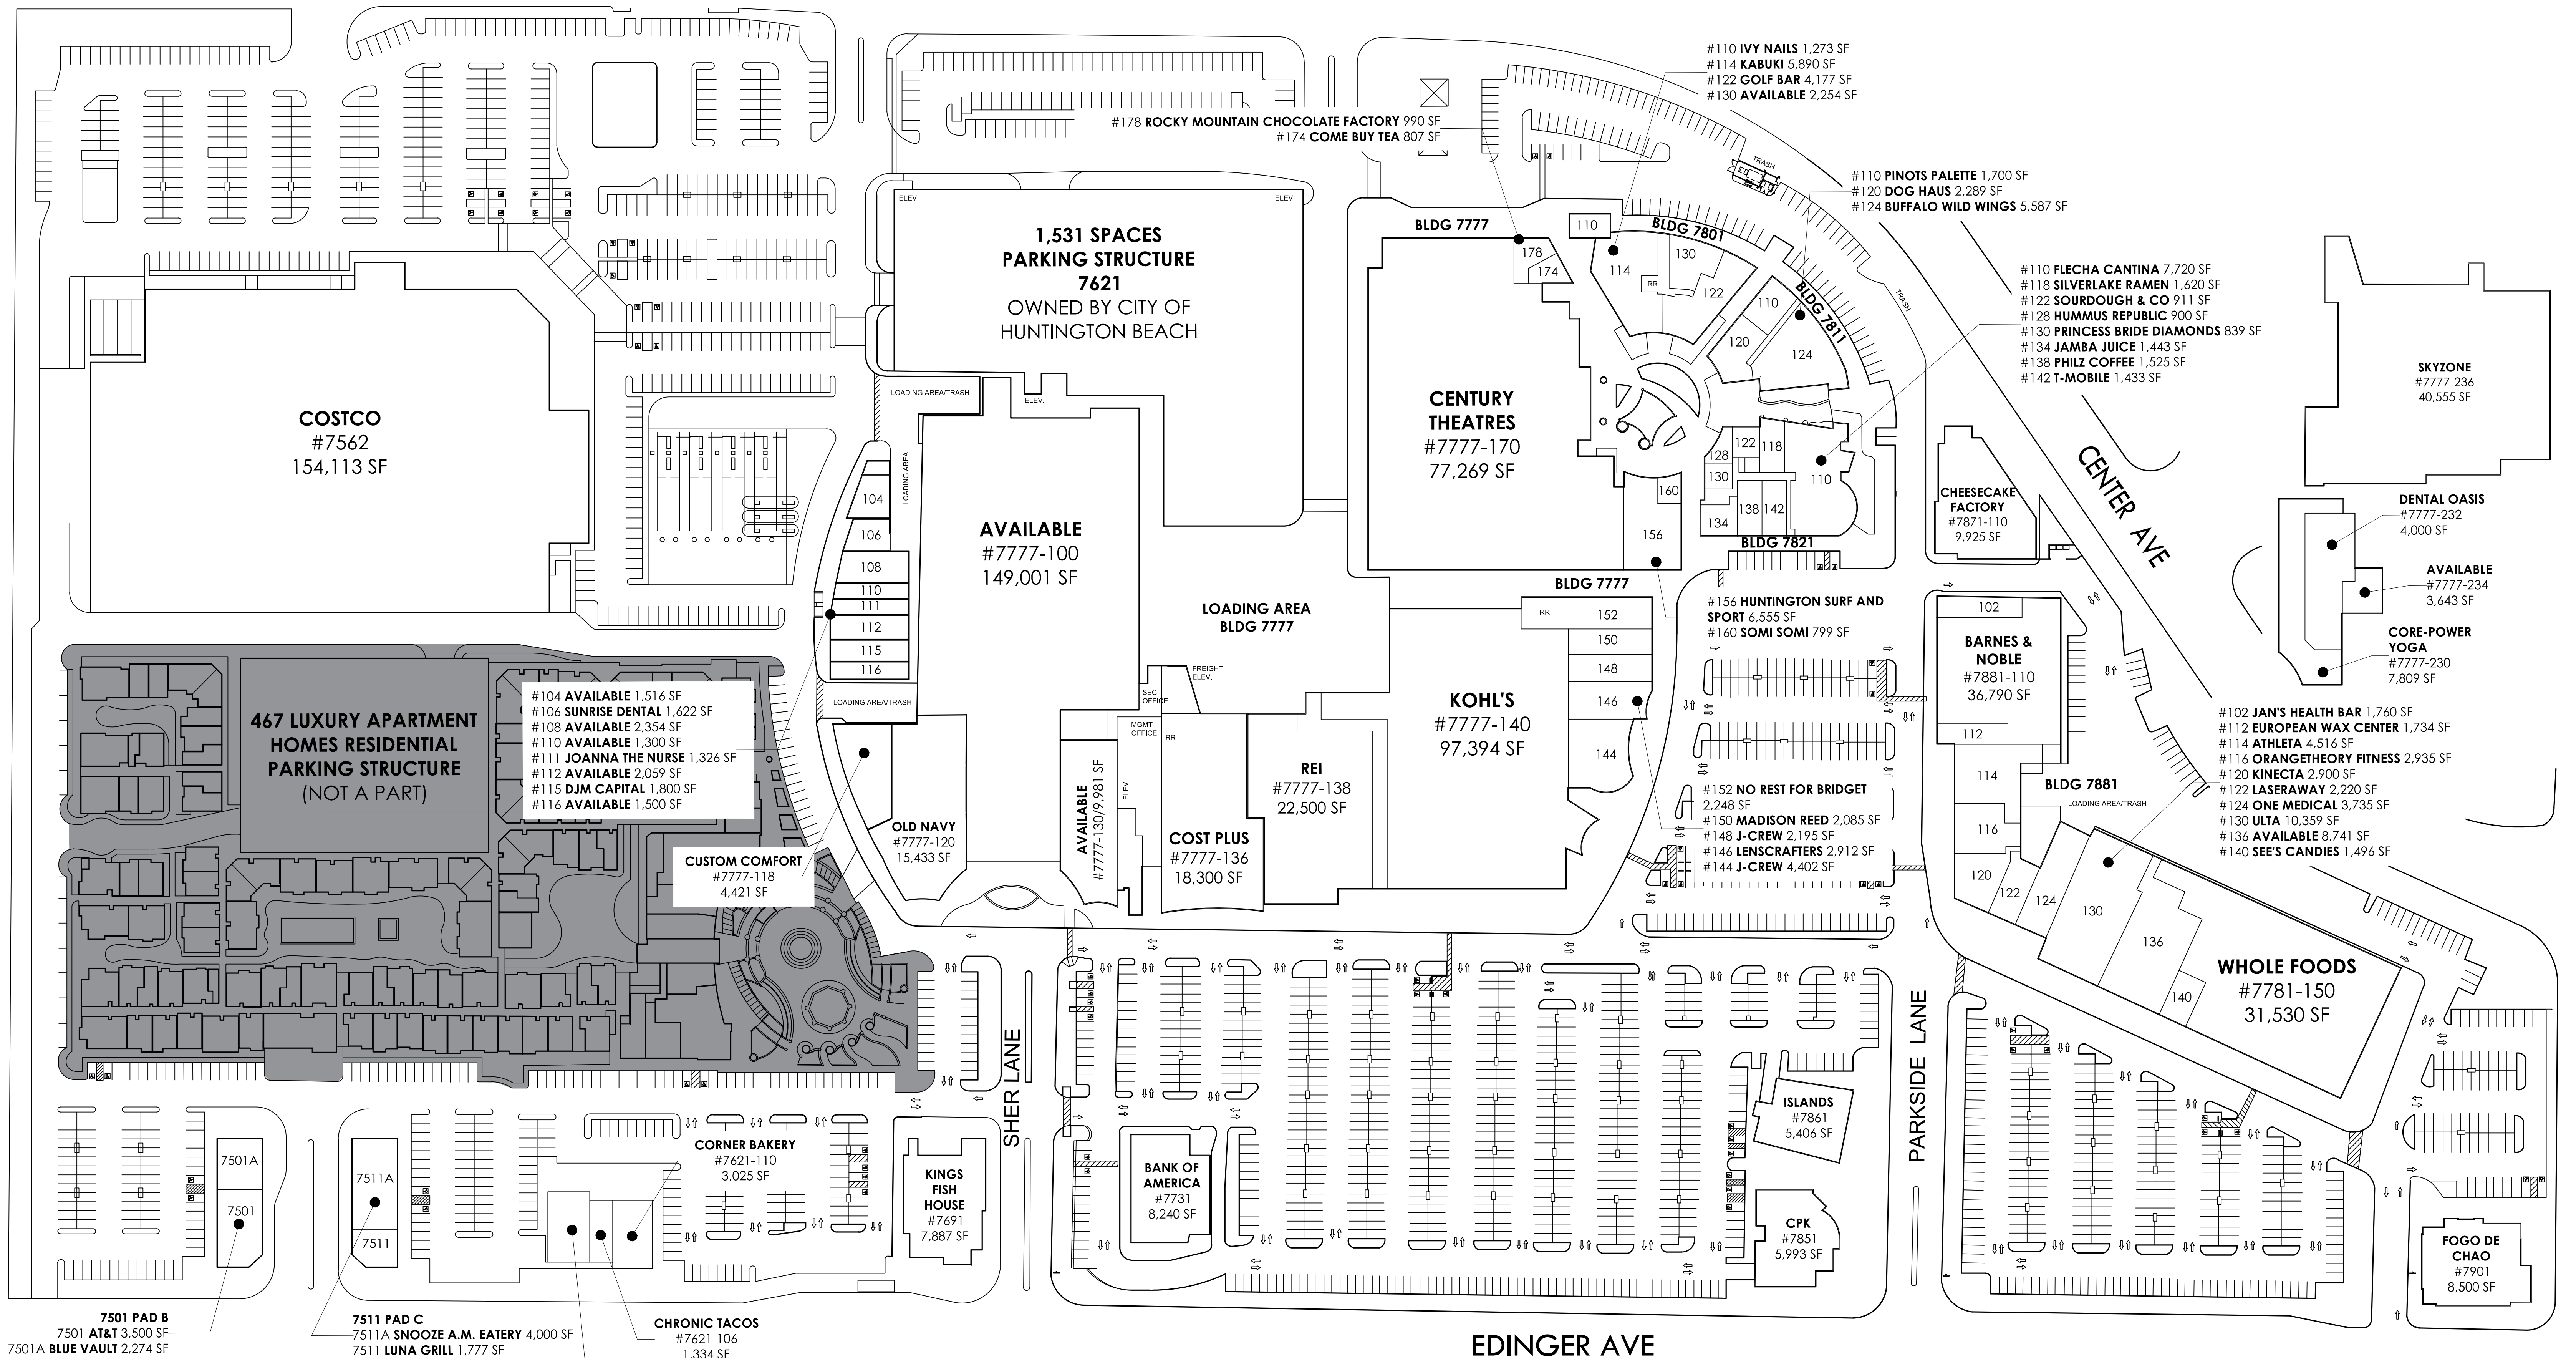 #110 IVY NAILS 1,273 SF
#114 KABUKI 5,890 SF
#122 GOLF BAR 4,177 SF
#130 AVAILABLE 2,254 SF
#178 ROCKY MOUNTAIN CHOCOLATE FACTORY 990 SF
#174 COME BUY TEA 807 SF
TRASH
#110 PINOTS PALETTE 1,700 SF
#120 DOG HAUS 2,289 SF
#124 BUFFALO WILD WINGS 5,587 SF
ELEV.
ELEV.
1,531 SPACES
PARKING STRUCTURE
7621
OWNED BY CITY OF
HUNTINGTON BEACH
BLDG 7777
178
174
110
BLDG 7801
114
130
RR
122
BLDG 7811
110
120
124
TRASH
#110 FLECHA CANTINA 7,720 SF
#118 SILVERLAKE RAMEN 1,620 SF
#122 SOURDOUGH & CO 911 SF
#128 HUMMUS REPUBLIC 900 SF
#130 PRINCESS BRIDE DIAMONDS 839 SF
#134 JAMBA JUICE 1,443 SF
#138 PHILZ COFFEE 1,525 SF
#142 T-MOBILE 1,433 SF
SKYZONE
#7777-236
40,555 SF
COSTCO
#7562
154,113 SF
LOADING AREA/TRASH
ELEV.
LOADING AREA
CENTURY
THEATRES
#7777-170
77,269 SF
122
118
128
130
110
138
142
134
BLDG 7821
160
156
CHEESECAKE
FACTORY
#7871-110
9,925 SF
CENTER AVE
DENTAL OASIS
#7777-232
4,000 SF
AVAILABLE
#7777-234
3,643 SF
CORE-POWER
YOGA
#7777-230
7,809 SF
104
106
108
110
111
112
115
116
AVAILABLE
#7777-100
149,001 SF
LOADING AREA
BLDG 7777
BLDG 7777
#156 HUNTINGTON SURF AND
SPORT 6,555 SF
#160 SOMI SOMI 799 SF
RR
152
150
148
146
144
KOHL'S
#7777-140
97,394 SF
102
BARNES &
NOBLE
#7881-110
36,790 SF
112
114
116
120
122
124
130
136
140
BLDG 7881
LOADING AREA/TRASH
#102 JAN'S HEALTH BAR 1,760 SF
#112 EUROPEAN WAX CENTER 1,734 SF
#114 ATHLETA 4,516 SF
#116 ORANGETHEORY FITNESS 2,935 SF
#120 KINECTA 2,900 SF
#122 LASERAWAY 2,220 SF
#124 ONE MEDICAL 3,735 SF
#130 ULTA 10,359 SF
#136 AVAILABLE 8,741 SF
#140 SEE'S CANDIES 1,496 SF
467 LUXURY APARTMENT
HOMES RESIDENTIAL
PARKING STRUCTURE
(NOT A PART)
#104 AVAILABLE 1,516 SF
#106 SUNRISE DENTAL 1,622 SF
#108 AVAILABLE 2,354 SF
#110 AVAILABLE 1,300 SF
#111 JOANNA THE NURSE 1,326 SF
#112 AVAILABLE 2,059 SF
#115 DJM CAPITAL 1,800 SF
#116 AVAILABLE 1,500 SF
LOADING AREA/TRASH
CUSTOM COMFORT
#7777-118
4,421 SF
OLD NAVY
#7777-120
15,433 SF
AVAILABLE
#7777-130/9,981 SF
SEC.
OFFICE
FREIGHT
ELEV.
MGMT
OFFICE
RR
ELEV.
COST PLUS
#7777-136
18,300 SF
REI
#7777-138
22,500 SF
#152 NO REST FOR BRIDGET
2,248 SF
#150 MADISON REED 2,085 SF
#148 J-CREW 2,195 SF
#146 LENSCRAFTERS 2,912 SF
#144 J-CREW 4,402 SF
WHOLE FOODS
#7781-150
31,530 SF
SHER LANE
PARKSIDE LANE
7501A
7501
7511A
7511
CORNER BAKERY
#7621-110
3,025 SF
KINGS
FISH
HOUSE
#7691
7,887 SF
BANK OF
AMERICA
#7731
8,240 SF
ISLANDS
#7861
5,406 SF
CPK
#7851
5,993 SF
FOGO DE
CHAO
#7901
8,500 SF
7501 PAD B
7501 AT&T 3,500 SF
7501A BLUE VAULT 2,274 SF
7511 PAD C
7511A SNOOZE A.M. EATERY 4,000 SF
7511 LUNA GRILL 1,777 SF
CHRONIC TACOS
#7621-106
1,334 SF
EDINGER AVE